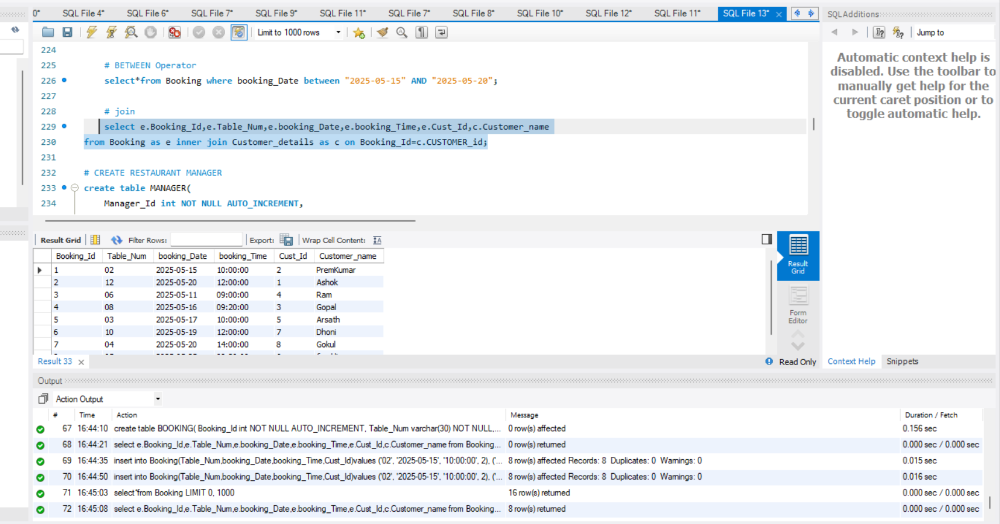 0*
SQL File 4*
SQL File 6*
SQL File 7*
SQL File 9*
SQL File 11*
SQL File 7*
SQL File 8*
SQL File 10*
SQL File 12*
SQL File 11*
SQL File 13*
SQLAdditions
Limit to 1000 rows
Jump to
224
225 # BETWEEN Operator
226 select*from Booking where booking_Date between "2025-05-15" AND "2025-05-20";
227
228 # join
229 select e.Booking_Id,e.Table_Num,e.booking_Date,e.booking_Time,e.Cust_Id,c.Customer_name
230 from Booking as e inner join Customer_details as c on Booking_Id=c.CUSTOMER_id;
231
232 # CREATE RESTAURANT MANAGER
233 create table MANAGER(
234 Manager_Id int NOT NULL AUTO_INCREMENT,
Automatic context help is
disabled. Use the toolbar to
manually get help for the
current caret position or to
toggle automatic help.
Result Grid Filter Rows: Export: Wrap Cell Content:
Booking_Id Table_Num booking_Date booking_Time Cust_Id Customer_name
1 02 2025-05-15 10:00:00 2 PremKumar
2 12 2025-05-20 12:00:00 1 Ashok
3 06 2025-05-11 09:00:00 4 Ram
4 08 2025-05-16 09:20:00 3 Gopal
5 03 2025-05-17 10:00:00 5 Arsath
6 10 2025-05-19 12:00:00 7 Dhoni
7 04 2025-05-20 14:00:00 8 Gokul
Result
Grid
Form
Editor
Result 33
Read Only
Context Help
Snippets
Output
Action Output
# Time Action Message Duration / Fetch
67 16:44:10 create table BOOKING( Booking_Id int NOT NULL AUTO_INCREMENT, Table_Num varchar(30) NOT NULL,... 0 row(s) affected 0.156 sec
68 16:44:21 select e.Booking_Id,e.Table_Num,e.booking_Date,e.booking_Time,e.Cust_Id,c.Customer_name from Booking... 0 row(s) returned 0.000 sec / 0.000 sec
69 16:44:35 insert into Booking(Table_Num,booking_Date,booking_Time,Cust_Id)values ('02', '2025-05-15', '10:00:00', 2), ('... 8 row(s) affected Records: 8 Duplicates: 0 Warnings: 0 0.015 sec
70 16:44:50 insert into Booking(Table_Num,booking_Date,booking_Time,Cust_Id)values ('02', '2025-05-15', '10:00:00', 2), ('... 8 row(s) affected Records: 8 Duplicates: 0 Warnings: 0 0.016 sec
71 16:45:03 select*from Booking LIMIT 0, 1000 16 row(s) returned 0.000 sec / 0.000 sec
72 16:45:08 select e.Booking_Id,e.Table_Num,e.booking_Date,e.booking_Time,e.Cust_Id,c.Customer_name from Booking... 8 row(s) returned 0.000 sec / 0.000 sec